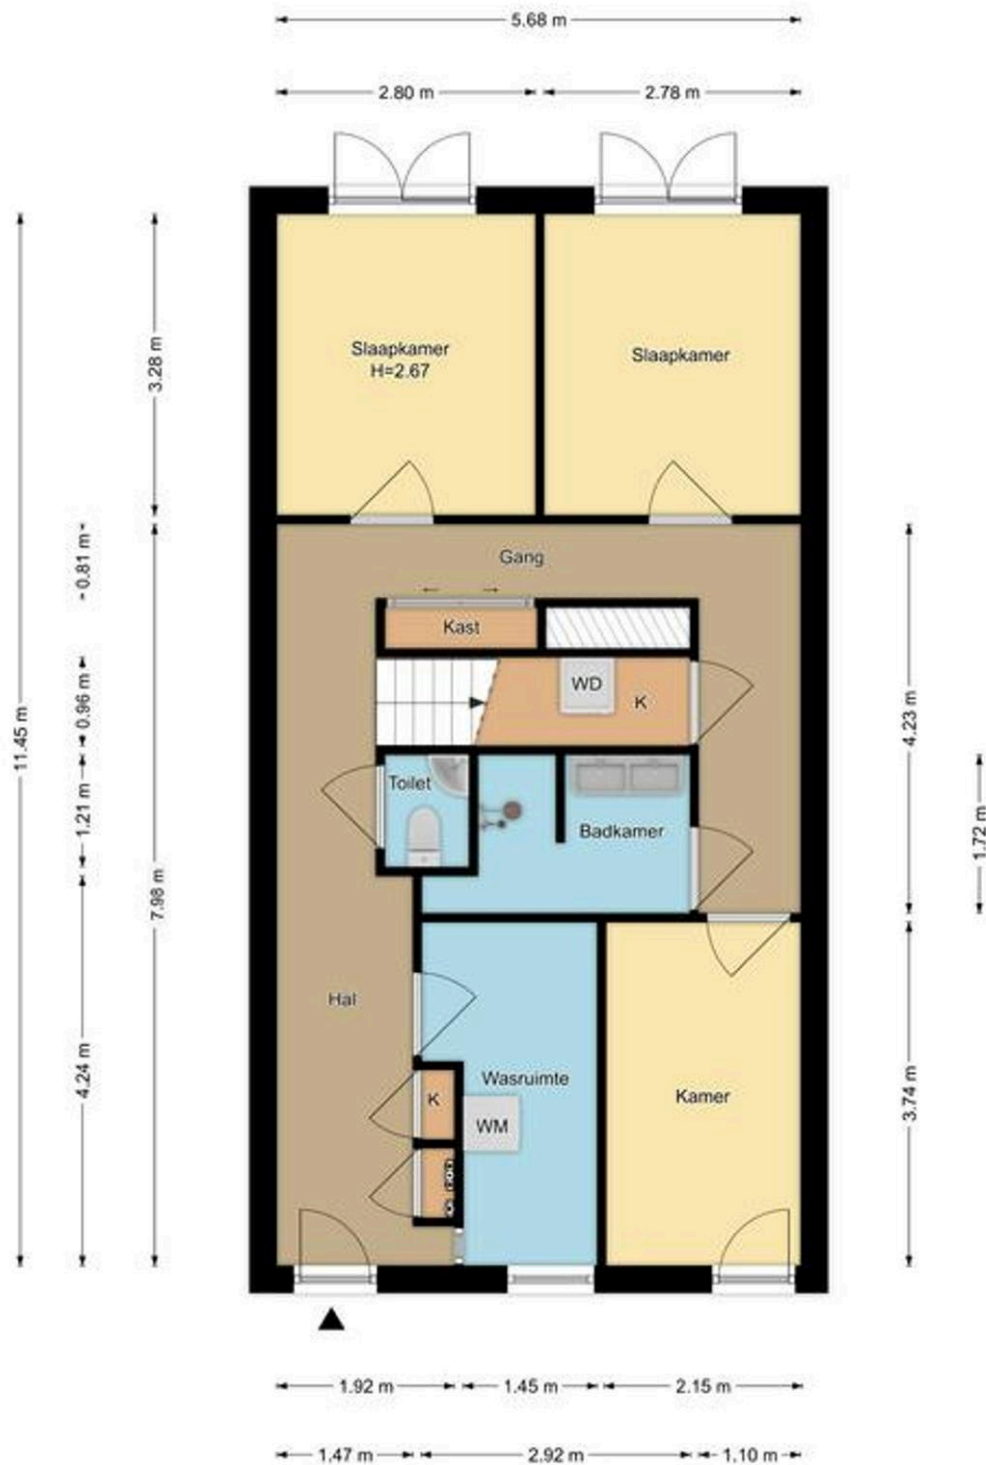 5.68 m
2.80 m
2.78 m
Slaapkamer
H=2.67
Slaapkamer
3.28 m
Gang
0.81 m
Kast
WD
K
0.96 m
4.23 m
11.45 m
Toilet
Badkamer
1.21 m
1.72 m
7.98 m
Hal
4.24 m
Wasruimte
Kamer
K
WM
3.74 m
1.92 m
1.45 m
2.15 m
1.47 m
2.92 m
1.10 m